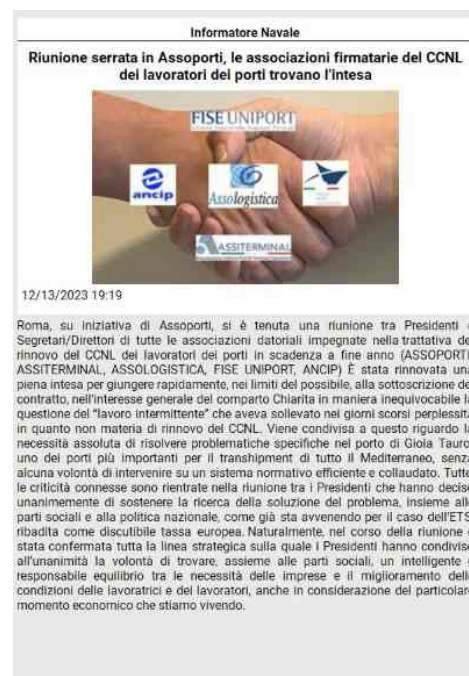 Informatore Navale
Riunione serrata in Assoporti, le associazioni firmatarie del CCNL
dei lavoratori dei porti trovano l'intesa
FISE UNIPORT
ancip
Assologistica
ASSITERMINAL
12/13/2023 19:19
Roma, su iniziativa di Assoporti, si è tenuta una riunione tra Presidenti
Segretari/Direttori di tutte le associazioni datoriali impegnate nella trattativa de
rinnovo del CCNL dei lavoratori dei porti in scadenza a fine anno (ASSOPORTI
ASSITERMINAL, ASSOLOGISTICA, FISE UNIPORT, ANCIP) È stata rinnovata una
piena intesa per giungere rapidamente, nei limiti del possibile, alla sottoscrizione de
contratto, nell'interesse generale del comparto Chiarita in maniera inequivocabile la
questione del "lavoro intermittente" che aveva sollevato nei giorni scorsi perplessità
in quanto non materia di rinnovo del CCNL. Viene condivisa a questo riguardo la
necessità assoluta di risolvere problematiche specifiche nel porto di Gioia Tauro,
uno dei porti più importanti per il transhipment di tutto il Mediterraneo, senza
alcuna volontà di intervenire su un sistema normativo efficiente e collaudato. Tutte
le criticità connesse sono rientrate nella riunione tra i Presidenti che hanno deciso
unanimemente di sostenere la ricerca della soluzione del problema, insieme alle
parti sociali e alla politica nazionale, come già sta avvenendo per il caso dell'ETS,
ribadita come discutibile tassa europea. Naturalmente, nel corso della riunione
stata confermata tutta la linea strategica sulla quale i Presidenti hanno condiviso
all'unanimità la volontà di trovare, assieme alle parti sociali, un intelligente
responsabile equilibrio tra le necessità delle imprese e il miglioramento delle
condizioni delle lavoratrici e dei lavoratori, anche in considerazione del particolare
momento economico che stiamo vivendo.